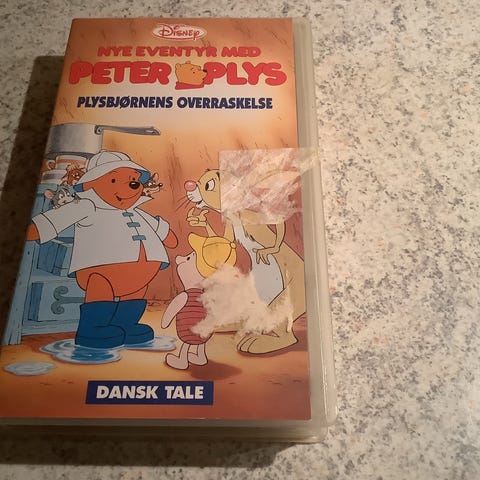 Disney
NYE EVENTYR MED
PETER PLYS
PLYSBJØRNENS OVERRASKELSE
DANSK TALE